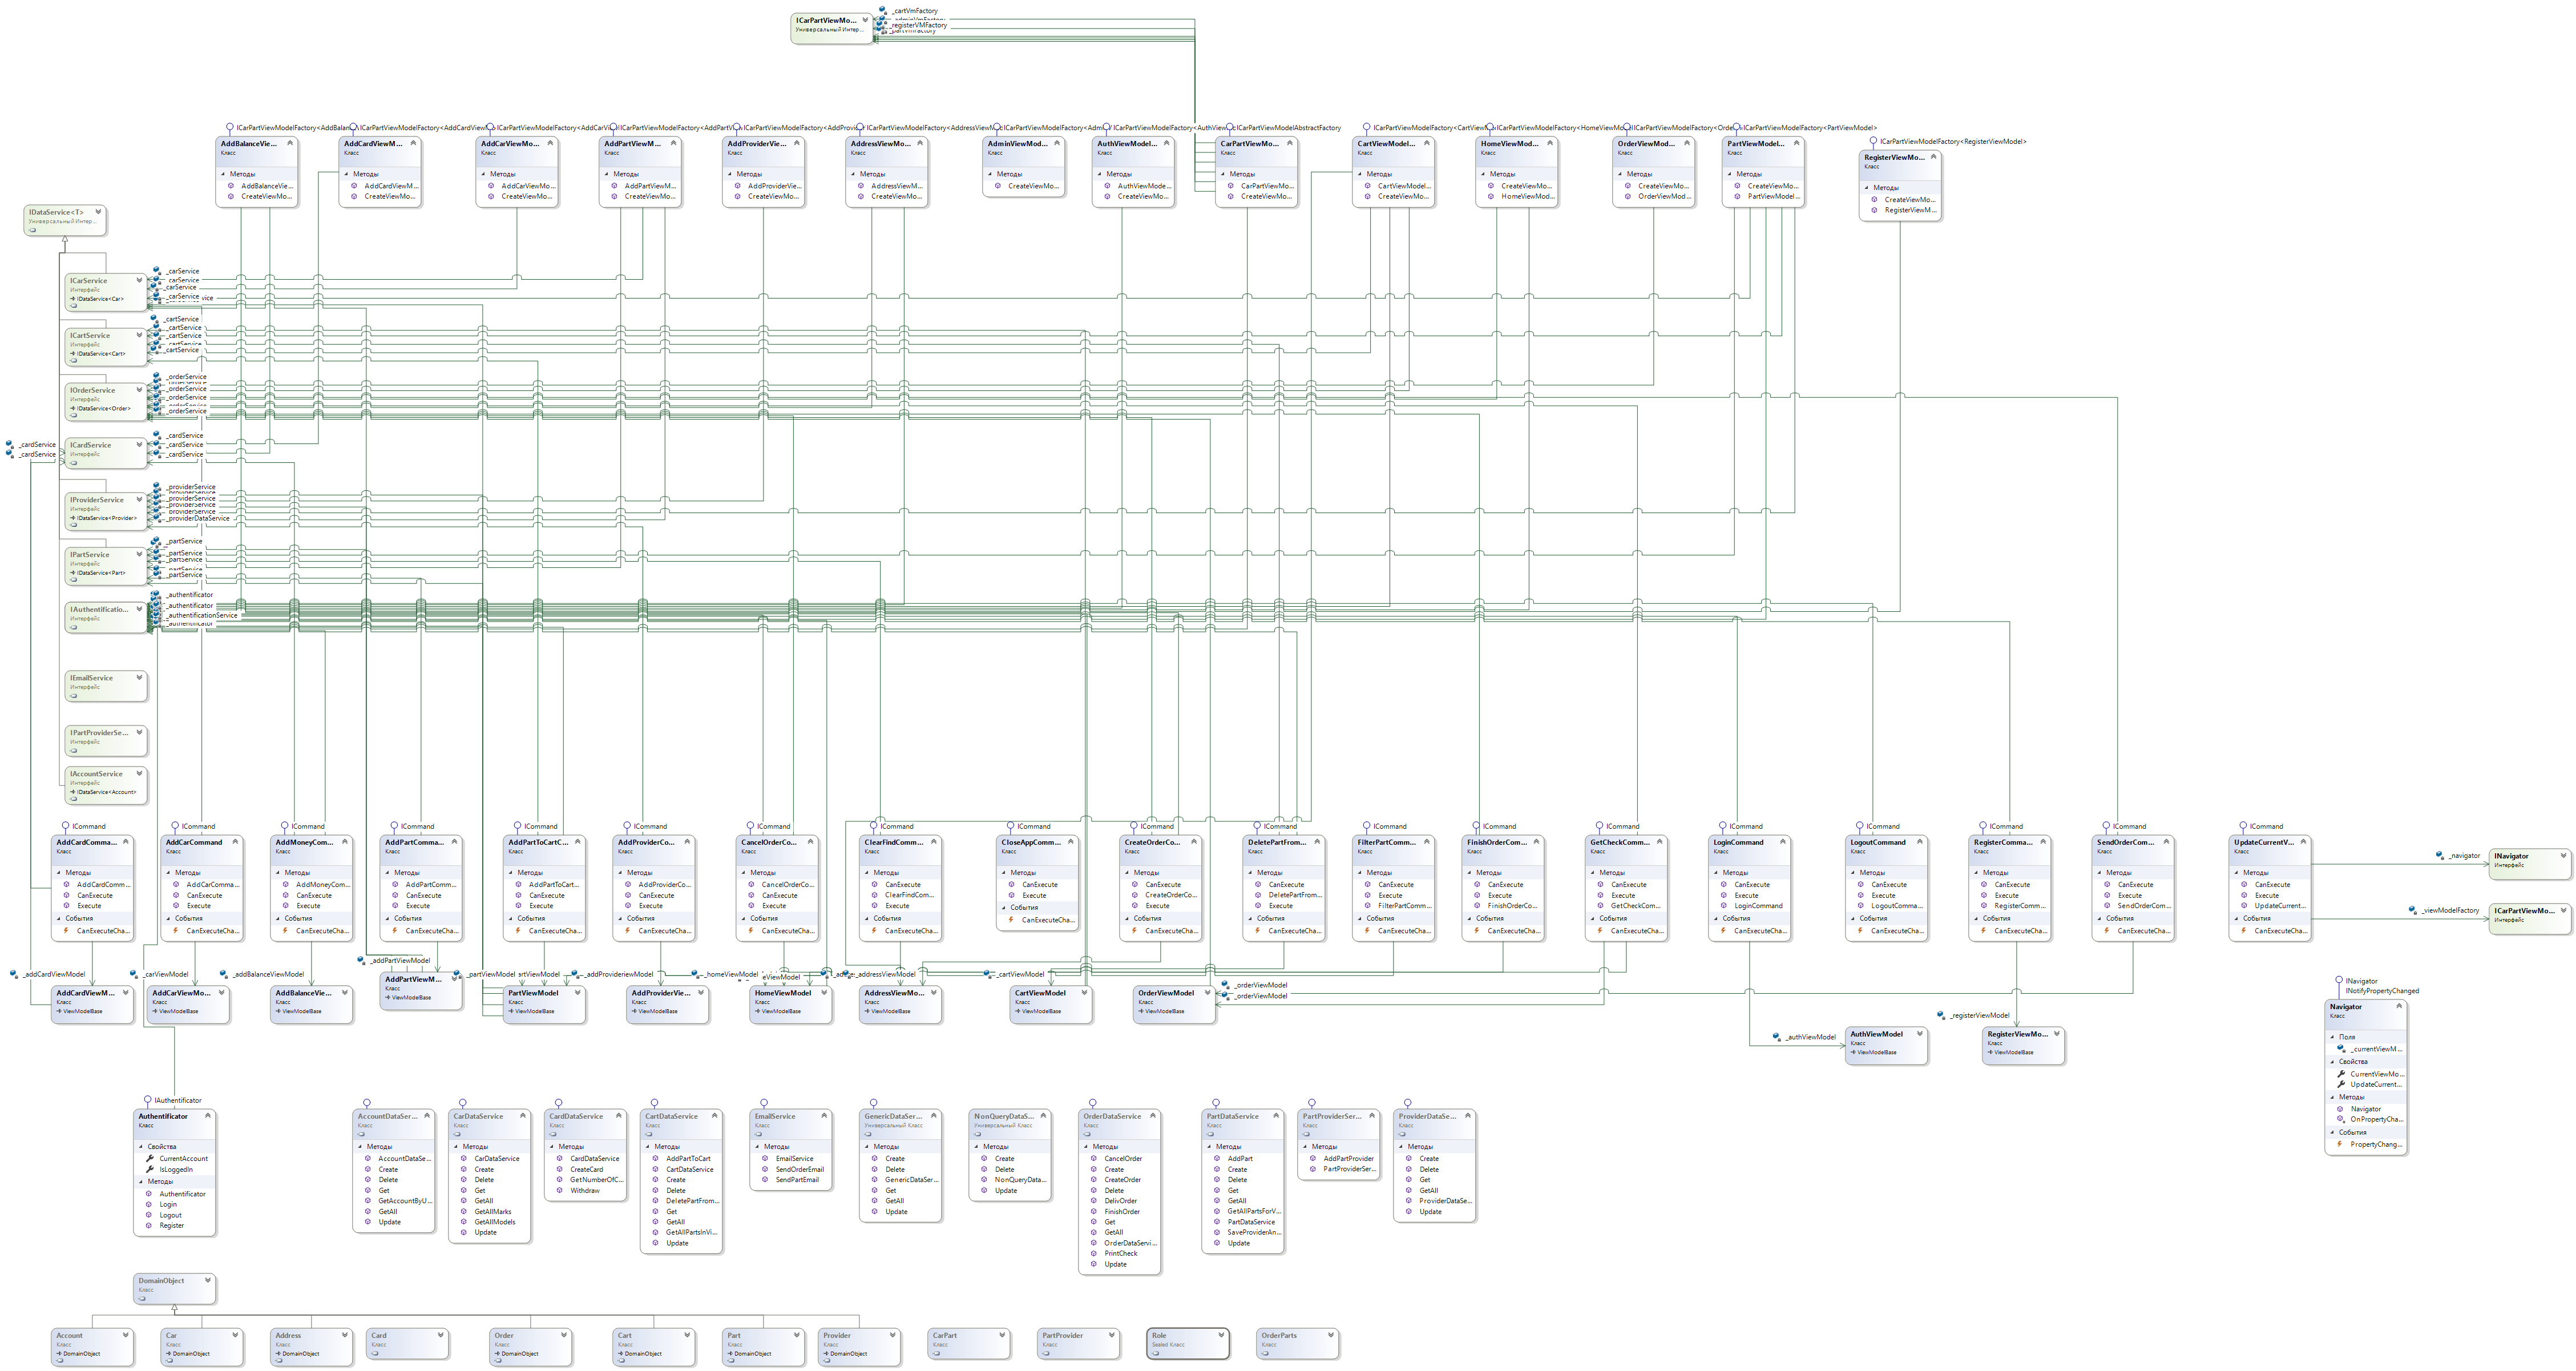 _cartVmFactory
_registerVMFactory
_partVmFactory
ICarPartViewMo...
Универсальный Интер...
ICarPartViewModelFactory<AddBalan
ICarPartViewModelFactory<AddCardViewM
ICarPartViewModelFactory<AddCarVi
ICarPartViewModelFactory<AddPartVi
ICarPartViewModelFactory<AddProvide
ICarPartViewModelFactory<AddressViewMo
ICarPartViewModelFactory<Adm
ICarPartViewModelFactory<AuthView
ICarPartViewModelAbstractFactory
ICarPartViewModelFactory<CartViewM
ICarPartViewModelFactory<HomeViewMod
ICarPartViewModelFactory<Order
ICarPartViewModelFactory<PartViewModel>
ICarPartViewModelFactory<RegisterViewModel>
AddBalanceVie...
Класс
Методы
AddBalanceVie...
CreateViewMo...
AddCardViewM...
Класс
Методы
AddCardViewM...
CreateViewMo...
AddCarViewMo...
Класс
Методы
AddCarViewMo...
CreateViewMo...
AddPartViewM...
Класс
Методы
AddPartViewM...
CreateViewMo...
AddProviderVie...
Класс
Методы
AddProviderVie...
CreateViewMo...
AddressViewMo...
Класс
Методы
AddressViewM...
CreateViewMo...
AdminViewMod...
Класс
Методы
CreateViewMo...
AuthViewModel...
Класс
Методы
AuthViewMode...
CreateViewMo...
CarPartViewMo...
Класс
Методы
CarPartViewMo...
CreateViewMo...
CartViewModel...
Класс
Методы
CartViewModel...
CreateViewMo...
HomeViewMod...
Класс
Методы
CreateViewMo...
HomeViewMod...
OrderViewMod...
Класс
Методы
CreateViewMo...
OrderViewMod...
PartViewModel...
Класс
Методы
CreateViewMo...
PartViewModel...
RegisterViewMo...
Класс
Методы
CreateViewMo...
RegisterViewM...
IDataService<T>
Универсальный Интер...
ICarService
Интерфейс
IDataService<Car>
_carService
_carService
_carService
_carService
ICartService
Интерфейс
IDataService<Cart>
_cartService
_cartService
_cartService
_cartService
IOrderService
Интерфейс
IDataService<Order>
_orderService
_orderService
_orderService
_orderService
ICardService
Интерфейс
_cardService
_cardService
_cardService
_cardService
_cardService
IProviderService
Интерфейс
IDataService<Provider>
_providerService
_providerService
_providerService
_providerService
_providerDataService
IPartService
Интерфейс
IDataService<Part>
_partService
_partService
_partService
_partService
IAuthentificatio...
Интерфейс
_authentificator
_authentificator
_authentificationService
_authentificator
IEmailService
Интерфейс
IPartProviderSe...
Интерфейс
IAccountService
Интерфейс
IDataService<Account>
ICommand
AddCardComma...
Класс
Методы
AddCardComm...
CanExecute
Execute
События
CanExecuteCha...
ICommand
AddCarCommand
Класс
Методы
AddCarComma...
CanExecute
Execute
События
CanExecuteCha...
ICommand
AddMoneyCom...
Класс
Методы
AddMoneyCom...
CanExecute
Execute
События
CanExecuteCha...
ICommand
AddPartComma...
Класс
Методы
AddPartComm...
CanExecute
Execute
События
CanExecuteCha...
ICommand
AddPartToCartC...
Класс
Методы
AddPartToCart...
CanExecute
Execute
События
CanExecuteCha...
ICommand
AddProviderCo...
Класс
Методы
AddProviderCo...
CanExecute
Execute
События
CanExecuteCha...
ICommand
CancelOrderCo...
Класс
Методы
CancelOrderCo...
CanExecute
Execute
События
CanExecuteCha...
ICommand
ClearFindComm...
Класс
Методы
CanExecute
ClearFindCom...
Execute
События
CanExecuteCha...
ICommand
CloseAppComm...
Класс
Методы
CanExecute
Execute
События
CanExecuteCha...
ICommand
CreateOrderCo...
Класс
Методы
CanExecute
CreateOrderCo...
Execute
События
CanExecuteCha...
ICommand
DeletePartFrom...
Класс
Методы
CanExecute
DeletePartFrom...
Execute
События
CanExecuteCha...
ICommand
FilterPartComm...
Класс
Методы
CanExecute
Execute
FilterPartComm...
События
CanExecuteCha...
ICommand
FinishOrderCom...
Класс
Методы
CanExecute
Execute
FinishOrderCo...
События
CanExecuteCha...
ICommand
GetCheckComm...
Класс
Методы
CanExecute
Execute
GetCheckCom...
События
CanExecuteCha...
ICommand
LoginCommand
Класс
Методы
CanExecute
Execute
LoginCommand
События
CanExecuteCha...
ICommand
LogoutCommand
Класс
Методы
CanExecute
Execute
LogoutComma...
События
CanExecuteCha...
ICommand
RegisterComma...
Класс
Методы
CanExecute
Execute
RegisterComm...
События
CanExecuteCha...
ICommand
SendOrderCom...
Класс
Методы
CanExecute
Execute
SendOrderCom...
События
CanExecuteCha...
ICommand
UpdateCurrentV...
Класс
Методы
CanExecute
Execute
UpdateCurrent...
События
CanExecuteCha...
_navigator
INavigator
Интерфейс
_viewModelFactory
ICarPartViewMo...
Интерфейс
_addCardViewModel
AddCardViewM...
Класс
ViewModelBase
_carViewModel
AddCarViewMo...
Класс
ViewModelBase
_addBalanceViewModel
AddBalanceVie...
Класс
ViewModelBase
_addPartViewModel
AddPartViewM...
Класс
ViewModelBase
_partViewModel
PartViewModel
Класс
ViewModelBase
_addProvideriewModel
AddProviderVie...
Класс
ViewModelBase
_homeViewModel
HomeViewModel
Класс
ViewModelBase
_addressViewModel
AddressViewMo...
Класс
ViewModelBase
_cartViewModel
CartViewModel
Класс
ViewModelBase
_orderViewModel
_orderViewModel
OrderViewModel
Класс
ViewModelBase
_authViewModel
AuthViewModel
Класс
ViewModelBase
_registerViewModel
RegisterViewMo...
Класс
ViewModelBase
INavigator
INotifyPropertyChanged
Navigator
Класс
Поля
_currentViewM...
Свойства
CurrentViewMo...
UpdateCurrent...
Методы
Navigator
OnPropertyCha...
События
PropertyChang...
IAuthentificator
Authentificator
Класс
Свойства
CurrentAccount
IsLoggedIn
Методы
Authentificator
Login
Logout
Register
AccountDataSer...
Класс
Методы
AccountDataSe...
Create
Delete
Get
GetAccountByU...
GetAll
Update
CarDataService
Класс
Методы
CarDataService
Create
Delete
Get
GetAll
GetAllMarks
GetAllModels
Update
CardDataService
Класс
Методы
CardDataService
CreateCard
GetNumberOfC...
Withdraw
CartDataService
Класс
Методы
AddPartToCart
CartDataService
Create
Delete
DeletePartFrom...
Get
GetAll
GetAllPartsInVi...
Update
EmailService
Класс
Методы
EmailService
SendOrderEmail
SendPartEmail
GenericDataSer...
Универсальный Класс
Методы
Create
Delete
GenericDataSer...
Get
GetAll
Update
NonQueryDataS...
Универсальный Класс
Методы
Create
Delete
NonQueryData...
Update
OrderDataService
Класс
Методы
CancelOrder
Create
CreateOrder
Delete
DelivOrder
FinishOrder
Get
GetAll
OrderDataServi...
PrintCheck
Update
PartDataService
Класс
Методы
AddPart
Create
Delete
Get
GetAll
GetAllPartsForV...
PartDataService
SaveProviderAn...
Update
PartProviderSer...
Класс
Методы
AddPartProvider
PartProviderSer...
ProviderDataSe...
Класс
Методы
Create
Delete
Get
GetAll
ProviderDataSe...
Update
DomainObject
Класс
Account
Класс
DomainObject
Car
Класс
DomainObject
Address
Класс
DomainObject
Card
Класс
Order
Класс
DomainObject
Cart
Класс
DomainObject
Part
Класс
DomainObject
Provider
Класс
DomainObject
CarPart
Класс
PartProvider
Класс
Role
Sealed Класс
OrderParts
Класс